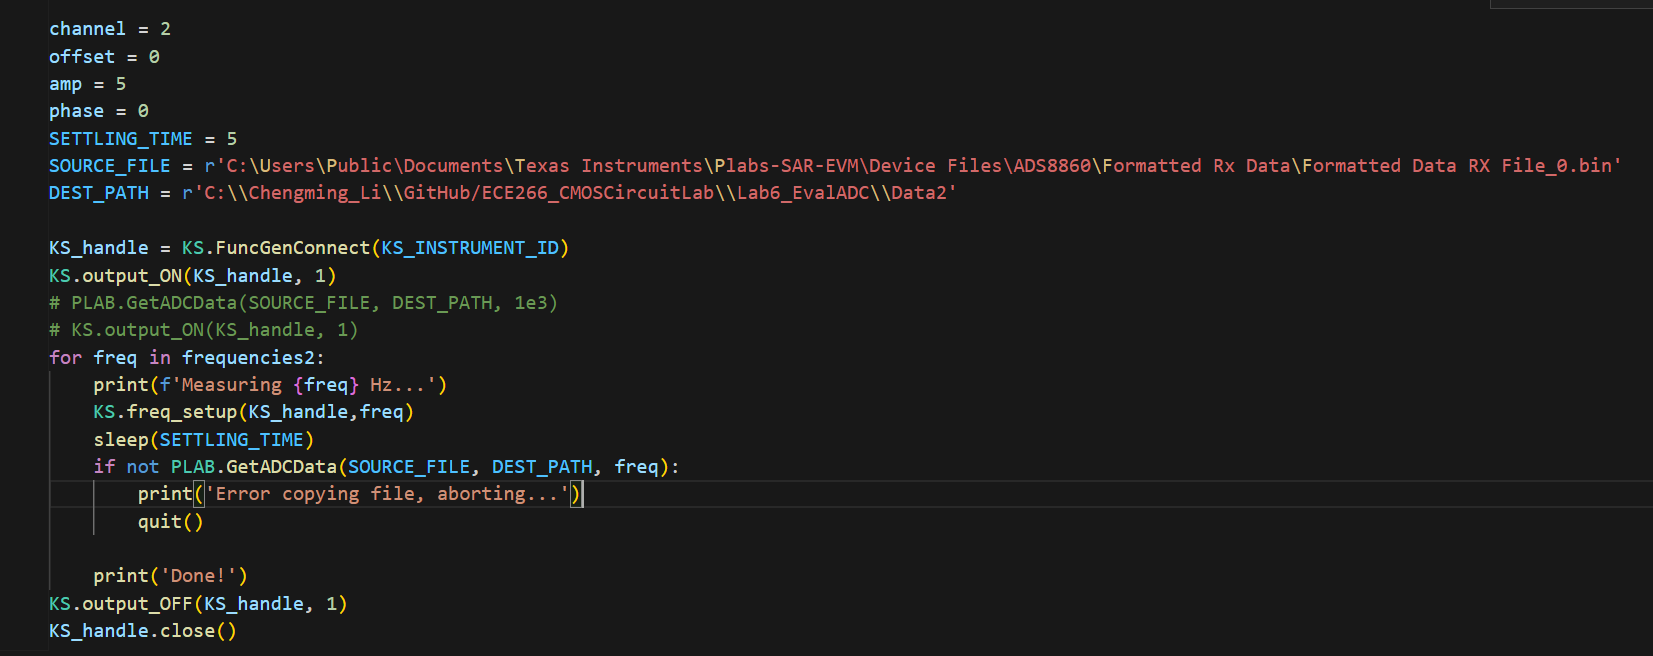 channel = 2
offset = 0
amp = 5
phase = 0
SETTLING_TIME = 5
SOURCE_FILE = r'C:\Users\Public\Documents\Texas Instruments\Plabs-SAR-EVM\Device Files\ADS8860\Formatted Rx Data\Formatted Data RX File_0.bin'
DEST_PATH = r'C:\\Chengming_Li\\GitHub/ECE266_CMOSCircuitLab\\Lab6_EvalADC\\Data2'

KS_handle = KS.FuncGenConnect(KS_INSTRUMENT_ID)
KS.output_ON(KS_handle, 1)
# PLAB.GetADCData(SOURCE_FILE, DEST_PATH, 1e3)
# KS.output_ON(KS_handle, 1)
for freq in frequencies2:
    print(f'Measuring {freq} Hz...')
    KS.freq_setup(KS_handle,freq)
    sleep(SETTLING_TIME)
    if not PLAB.GetADCData(SOURCE_FILE, DEST_PATH, freq):
        print('Error copying file, aborting...')
        quit()

    print('Done!')
KS.output_OFF(KS_handle, 1)
KS_handle.close()